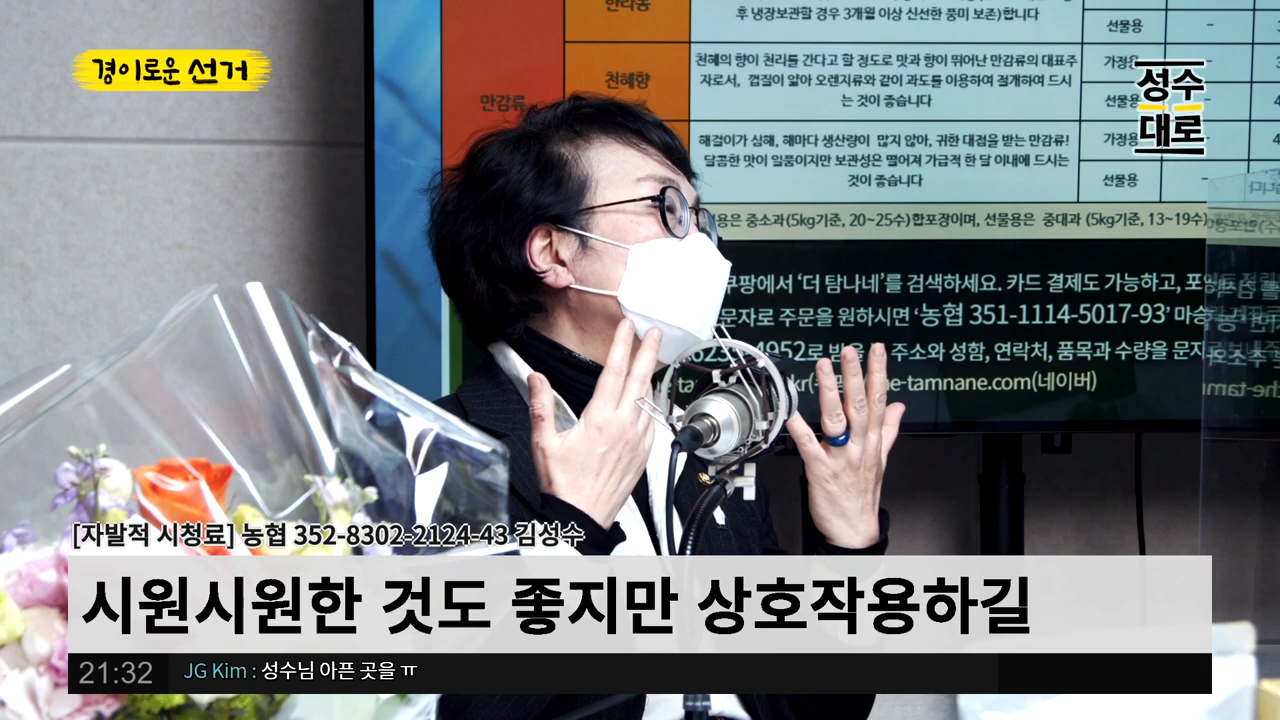 경이로운 선거
성수
대로
한라봉
후 냉장보관할 경우 3개월 이상 신선한 풍미 보존)합니다
선물용 -
만감류
천혜향
천혜의 향이 천리를 간다고 할 정도로 맛과 향이 뛰어난 만감류의 대표주
자로서, 껍질이 얇아 오렌지류와 같이 과도를 이용하여 절개하여 드시
는 것이 좋습니다
가정용
선물용 -
해걸이가 심해, 해마다 생산량이 많지 않아, 귀한 대접을 받는 만감류!
달콤한 맛이 일품이지만 보관성은 떨어져 가급적 한 달 이내에 드시는
것이 좋습니다
가정용
선물용 -
용은 중소과(5kg기준, 20~25수)합포장이며, 선물용은 중대과 (5kg기준, 13~19수)
쿠팡에서 ‘더 탐나네’를 검색하세요. 카드 결제도 가능하고,
문자로 주문을 원하시면 ‘농협 351-1114-5017-93’
4952로 주소와 성함, 연락처, 품목과 수량을 문자로
-tamnane.com(네이버)
[자발적 시청료] 농협 352-8302-2124-43 김성수
시원시원한 것도 좋지만 상호작용하길
21:32 JG Kim : 성수님 아픈 곳을 ㅠ